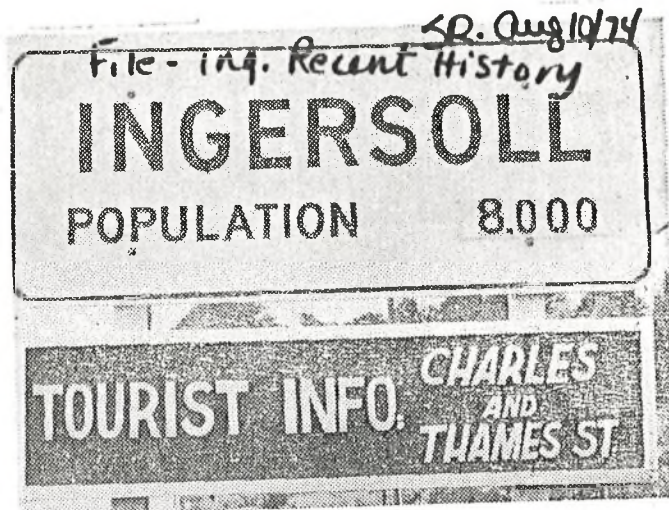 SR. Aug 10/74
File - Ing. Recent History
INGERSOLL
POPULATION 8,000
TOURIST INFO. CHARLES
AND
THAMES ST